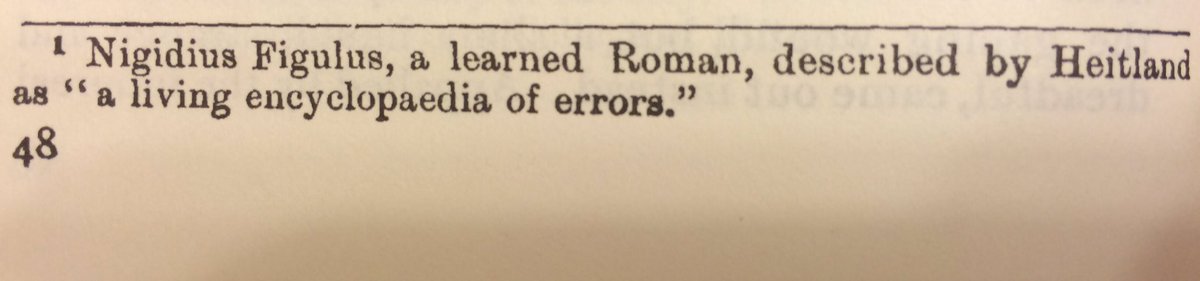 ¹ Nigidius Figulus, a learned Roman, described by Heitland
as “a living encyclopaedia of errors.”
48